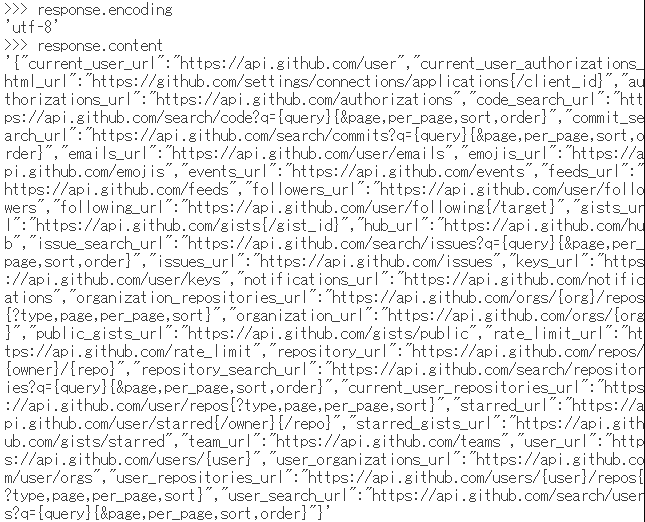 >>> response.encoding
'utf-8'
>>> response.content
'{"current_user_url":"https://api.github.com/user","current_user_authorizations_
html_url":"https://github.com/settings/connections/applications{/client_id}","au
thorizations_url":"https://api.github.com/authorizations","code_search_url":"htt
ps://api.github.com/search/code?q={query}{&page,per_page,sort,order}","commit_se
arch_url":"https://api.github.com/search/commits?q={query}{&page,per_page,sort,o
rder}","emails_url":"https://api.github.com/user/emails","emojis_url":"https://a
pi.github.com/emojis","events_url":"https://api.github.com/events","feeds_url":"
https://api.github.com/feeds","followers_url":"https://api.github.com/user/follo
wers","following_url":"https://api.github.com/user/following{/target}","gists_ur
l":"https://api.github.com/gists{/gist_id}","hub_url":"https://api.github.com/hu
b","issue_search_url":"https://api.github.com/search/issues?q={query}{&page,per_
page,sort,order}","issues_url":"https://api.github.com/issues","keys_url":"https
://api.github.com/user/keys","notifications_url":"https://api.github.com/notific
ations","organization_repositories_url":"https://api.github.com/orgs/{org}/repos
{?type,page,per_page,sort}","organization_url":"https://api.github.com/orgs/{org
}","public_gists_url":"https://api.github.com/gists/public","rate_limit_url":"ht
tps://api.github.com/rate_limit","repository_url":"https://api.github.com/repos/
{owner}/{repo}","repository_search_url":"https://api.github.com/search/repositor
ies?q={query}{&page,per_page,sort,order}","current_user_repositories_url":"https
://api.github.com/user/repos{?type,page,per_page,sort}","starred_url":"https://a
pi.github.com/user/starred{/owner}{/repo}","starred_gists_url":"https://api.gith
ub.com/gists/starred","team_url":"https://api.github.com/teams","user_url":"http
s://api.github.com/users/{user}","user_organizations_url":"https://api.github.co
m/user/orgs","user_repositories_url":"https://api.github.com/users/{user}/repos{
?type,page,per_page,sort}","user_search_url":"https://api.github.com/search/user
s?q={query}{&page,per_page,sort,order}"}'